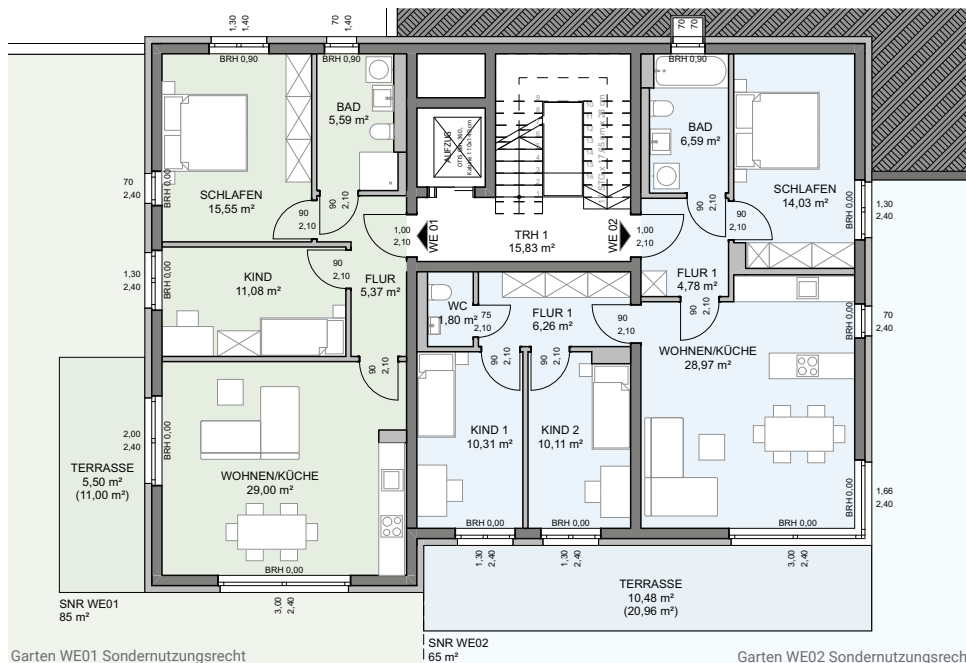 1,30
1,40
70
1,40
70
70
BRH 0,90
BRH 0,90
BRH 0,90
BAD
5,59 m²
AUFZUG
OTIS GEN 360,
Kabine 110x140cm
BAD
6,59 m²
SCHLAFEN
15,55 m²
SCHLAFEN
14,03 m²
70
2,40
BRH 0,00
BRH 0,00
1,30
2,40
90
2,10
90
2,10
90
2,10
90
2,10
1,00
2,10
WE 01
TRH 1
15,83 m²
WE 02
1,00
2,10
1,30
2,40
BRH 0,00
KIND
11,08 m²
90
2,10
FLUR
5,37 m²
FLUR 1
4,78 m²
WC
1,80 m²
75
2,10
FLUR 1
6,26 m²
90
2,10
90
2,10
BRH 0,00
70
2,40
WOHNEN/KÜCHE
28,97 m²
90
2,10
90
2,10
90
2,10
2,00
2,40
BRH 0,00
KIND 1
10,31 m²
KIND 2
10,11 m²
TERRASSE
5,50 m²
(11,00 m²)
WOHNEN/KÜCHE
29,00 m²
BRH 0,00
1,66
2,40
BRH 0,00
BRH 0,00
BRH 0,00
BRH 0,00
1,30
2,40
1,30
2,40
3,00
2,40
3,00
2,40
TERRASSE
10,48 m²
(20,96 m²)
SNR WE01
85 m²
SNR WE02
65 m²
Garten WE01 Sondernutzungsrecht
Garten WE02 Sondernutzungsrech